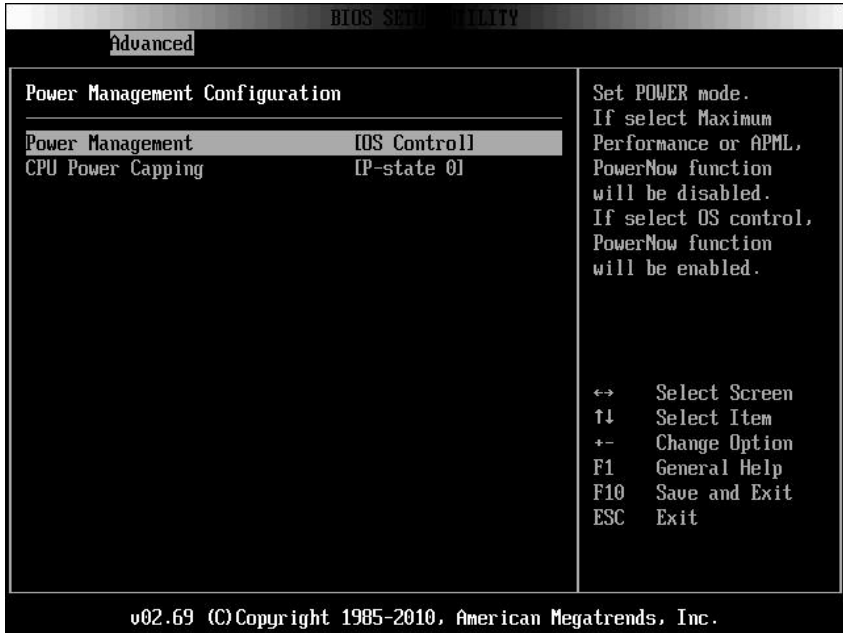 BIOS SETUP UTILITY
Advanced
Power Management Configuration
Power Management [OS Control]
CPU Power Capping [P-state 0]
Set POWER mode.
If select Maximum
Performance or APML,
PowerNow function
will be disabled.
If select OS control,
PowerNow function
will be enabled.
←→ Select Screen
↑↓ Select Item
+- Change Option
F1 General Help
F10 Save and Exit
ESC Exit
v02.69 (C)Copyright 1985-2010, American Megatrends, Inc.